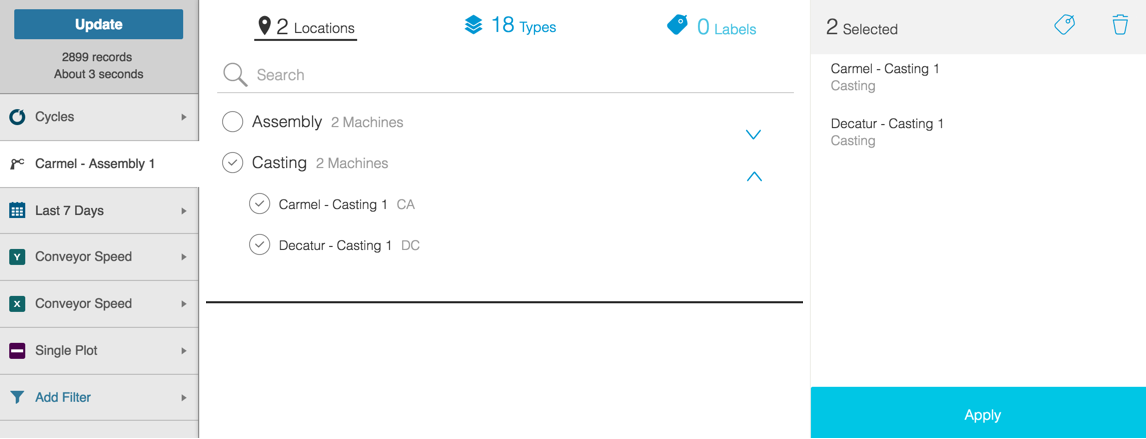 Update
2899 records
About 3 seconds
Cycles
Carmel - Assembly 1
Last 7 Days
Y Conveyor Speed
X Conveyor Speed
Single Plot
Add Filter
2 Locations
18 Types
0 Labels
Search
Assembly 2 Machines
Casting 2 Machines
Carmel - Casting 1 CA
Decatur - Casting 1 DC
2 Selected
Carmel - Casting 1
Casting
Decatur - Casting 1
Casting
Apply